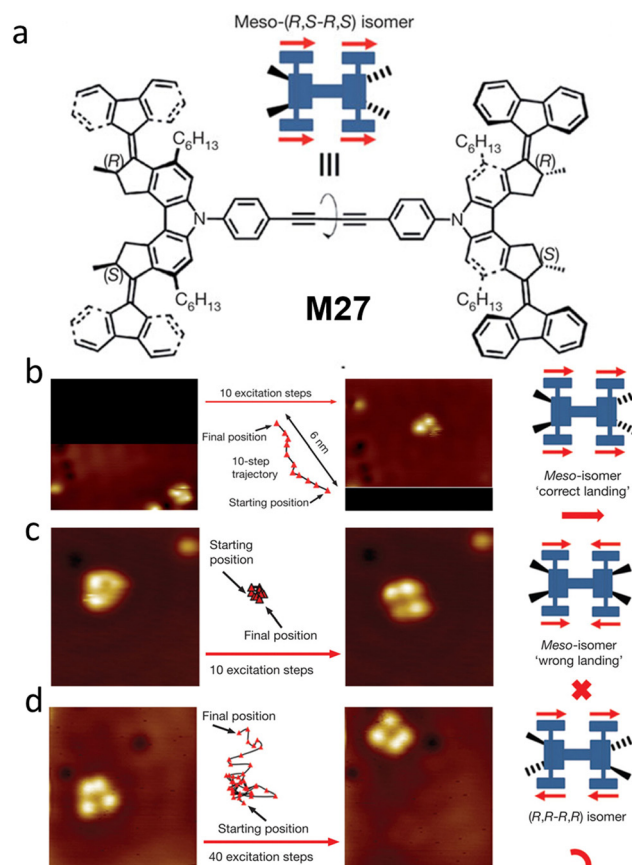 a
Meso-(R,S-R,S) isomer
C6H13
(R)
N
(S)
C6H13
C6H13
(R)
N
(S)
C6H13
M27
b
10 excitation steps
Final position
6 nm
10-step
trajectory
Starting position
Meso-isomer
'correct landing'
c
Starting
position
Final position
10 excitation steps
Meso-isomer
'wrong landing'
d
Final position
Starting position
40 excitation steps
(R,R-R,R) isomer